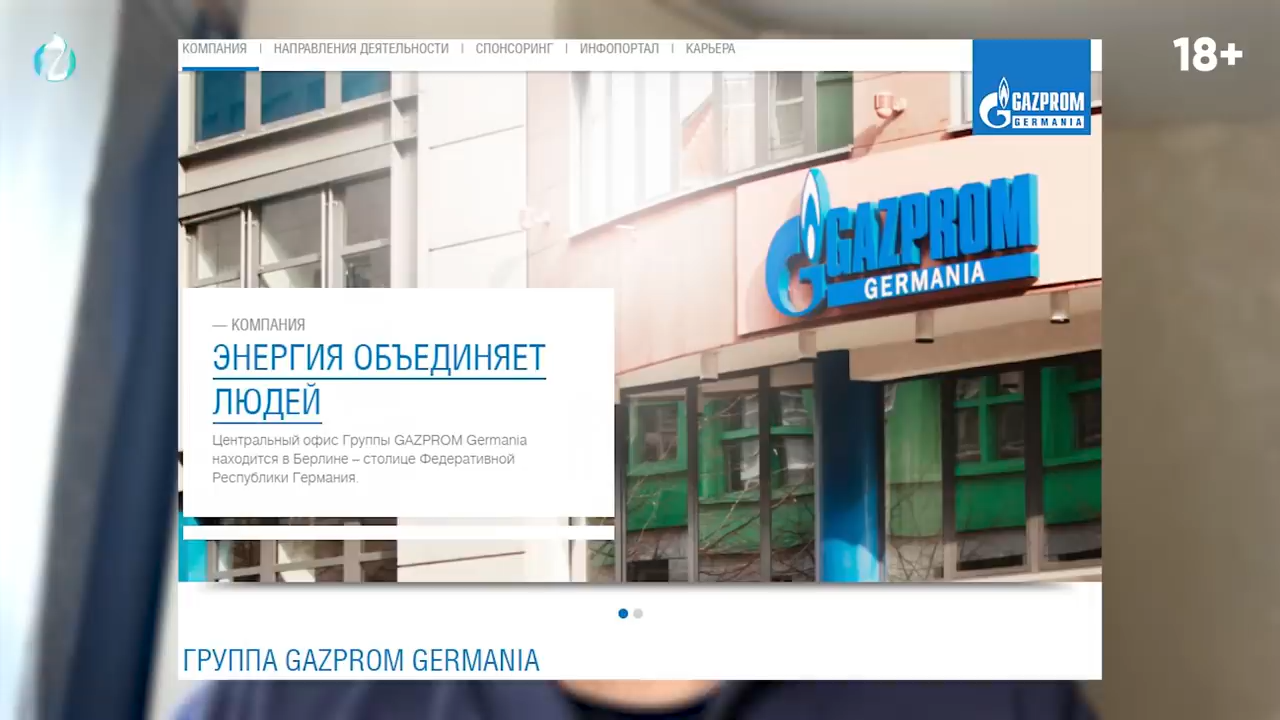 18+
КОМПАНИЯ | НАПРАВЛЕНИЯ ДЕЯТЕЛЬНОСТИ | СПОНСОРИНГ | ИНФОПОРТАЛ | КАРЬЕРА
GAZPROM
GERMANIA
GAZPROM
GERMANIA
— КОМПАНИЯ
ЭНЕРГИЯ ОБЪЕДИНЯЕТ
ЛЮДЕЙ
Центральный офис Группы GAZPROM Germania
находится в Берлине – столице Федеративной
Республики Германия.
ГРУППА GAZPROM GERMANIA